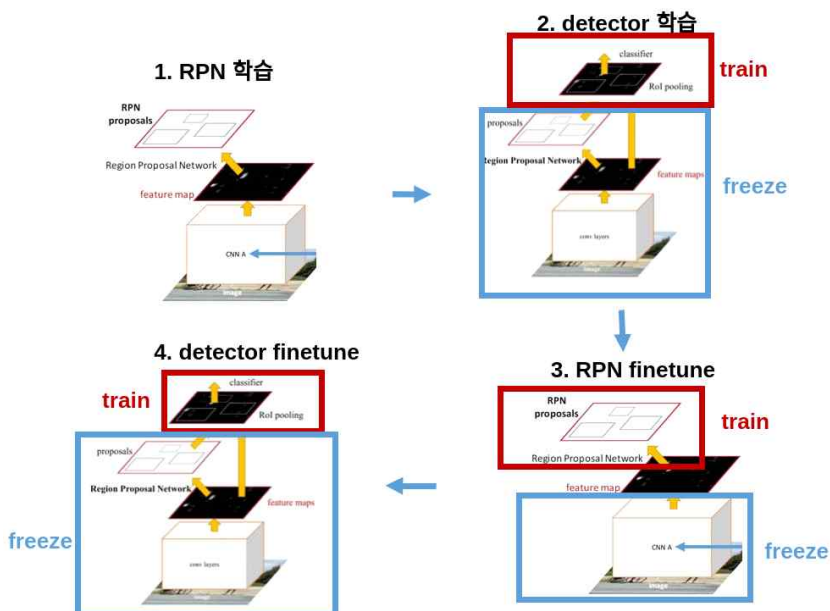 1. RPN 학습
RPN
proposals
Region Proposal Network
feature map
CNN A
image
2. detector 학습
classifier
RoI pooling
train
proposals
Region Proposal Network
feature maps
conv layers
image
freeze
3. RPN finetune
RPN
proposals
train
Region Proposal Network
feature map
CNN A
image
freeze
4. detector finetune
classifier
RoI pooling
train
proposals
Region Proposal Network
feature maps
conv layers
image
freeze